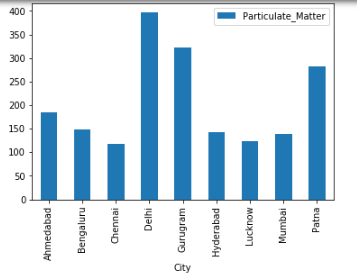 400
350
300
250
200
150
100
50
0
Particulate_Matter
Ahmedabad
Bengaluru
Chennai
Delhi
Gurugram
Hyderabad
Lucknow
Mumbai
Patna
City